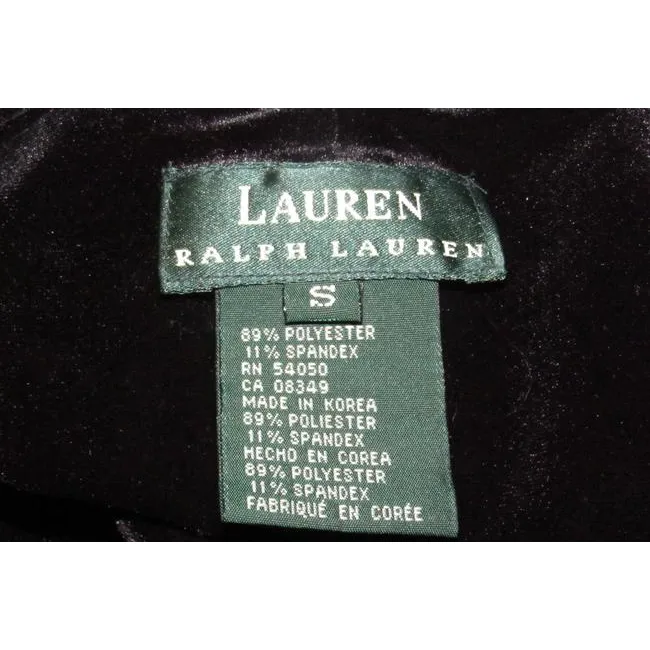 LAUREN
RALPH LAUREN
S
89% POLYESTER
11% SPANDEX
RN 54050
CA 08349
MADE IN KOREA
89% POLIESTER
11% SPANDEX
HECHO EN COREA
89% POLYESTER
11% SPANDEX
FABRIQUÉ EN CORÉE